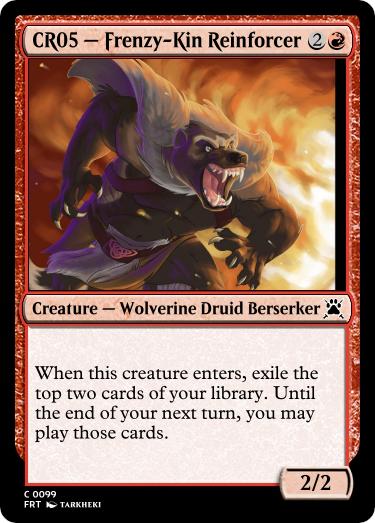 CR05 — Frenzy-Kin Reinforcer 2
Creature — Wolverine Druid Berserker
When this creature enters, exile the
top two cards of your library. Until
the end of your next turn, you may
play those cards.
2/2
C 0099
FRT TARKHEKI